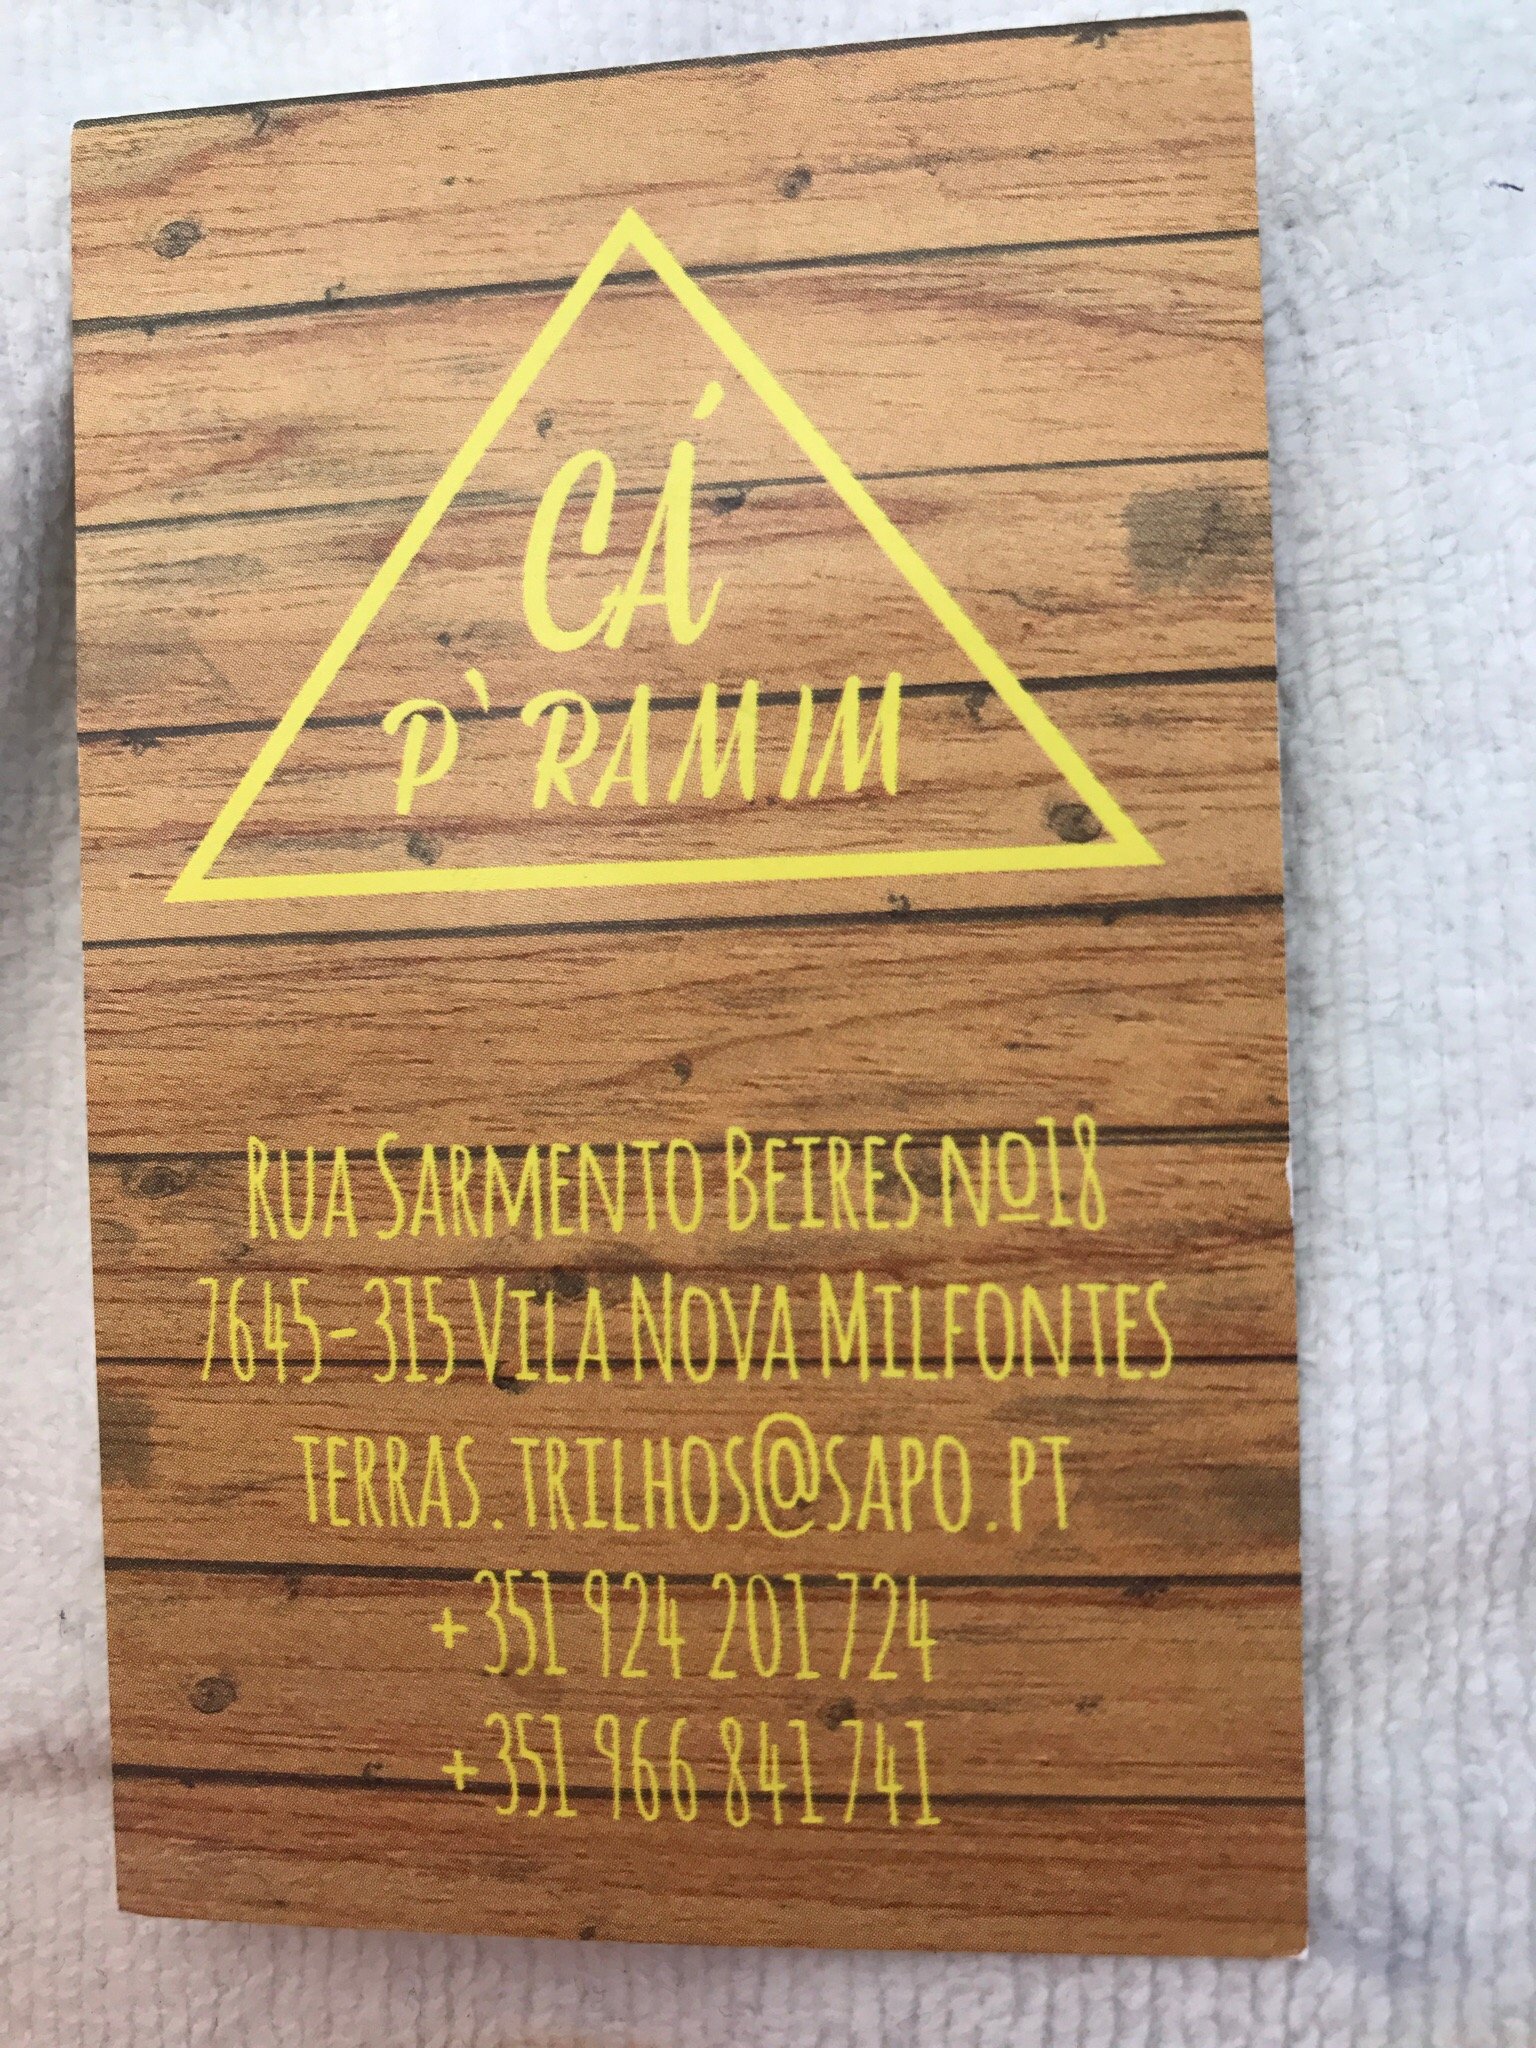 CÁ
P`RAMIM
RUA SARMENTO BEIRES Nº18
7645-315 VILA NOVA MILFONTES
TERRAS.TRILHOS@SAPO.PT
+351 924 201 724
+351 966 841 741